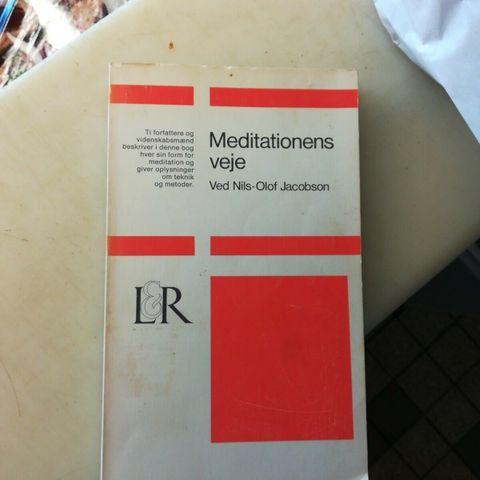 Ti forfattere og
videnskabsmænd
beskriver i denne bog
hver sin form for
meditation og
giver oplysninger
om teknik
og metoder.
Meditationens
veje
Ved Nils-Olof Jacobson
L&R